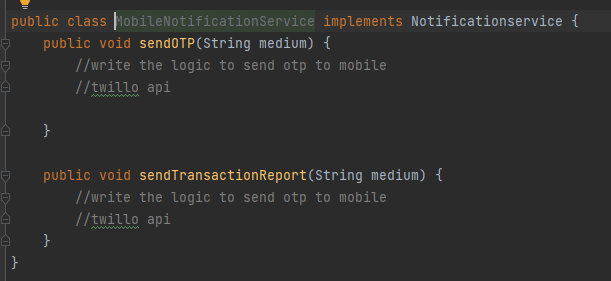 public class MobileNotificationService implements Notificationservice {
public void sendOTP(String medium) {
//write the logic to send otp to mobile
//twillo api
}
public void sendTransactionReport(String medium) {
//write the logic to send otp to mobile
//twillo api
}
}